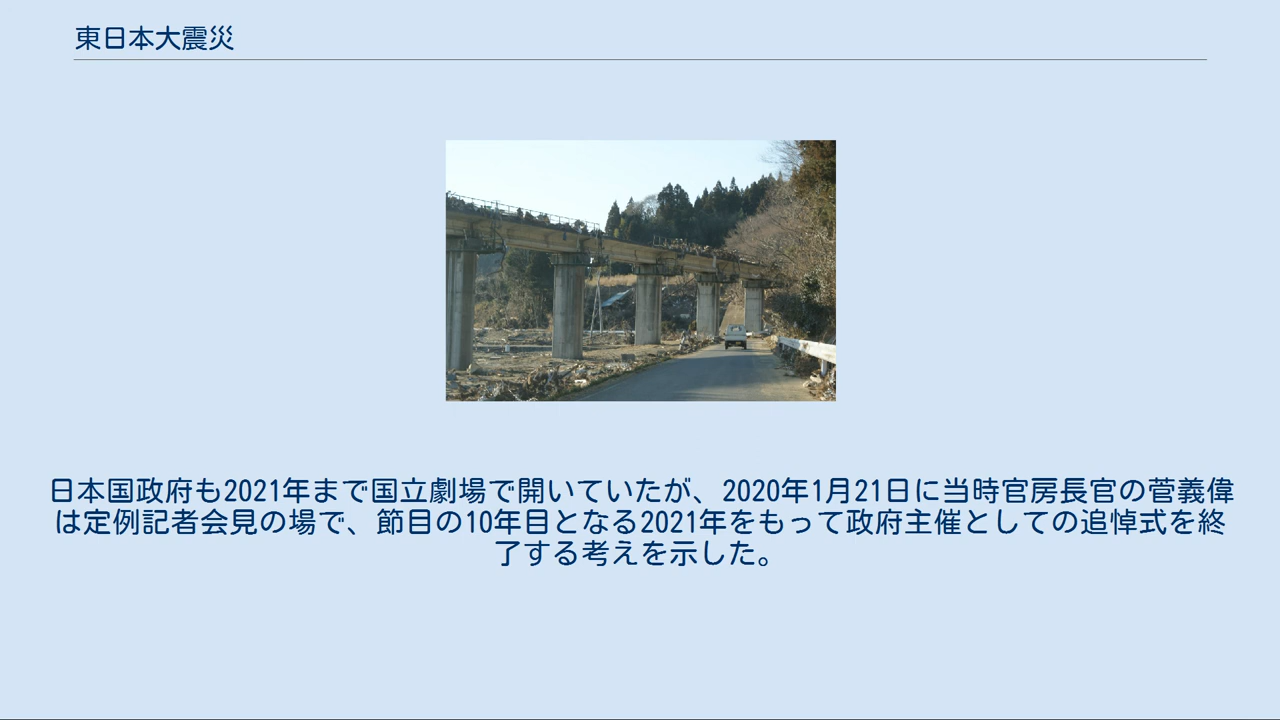 東日本大震災
日本国政府も2021年まで国立劇場で開いていたが、2020年1月21日に当時官房長官の菅義偉
は定例記者会見の場で、節目の10年目となる2021年をもって政府主催としての追悼式を終
了する考えを示した。